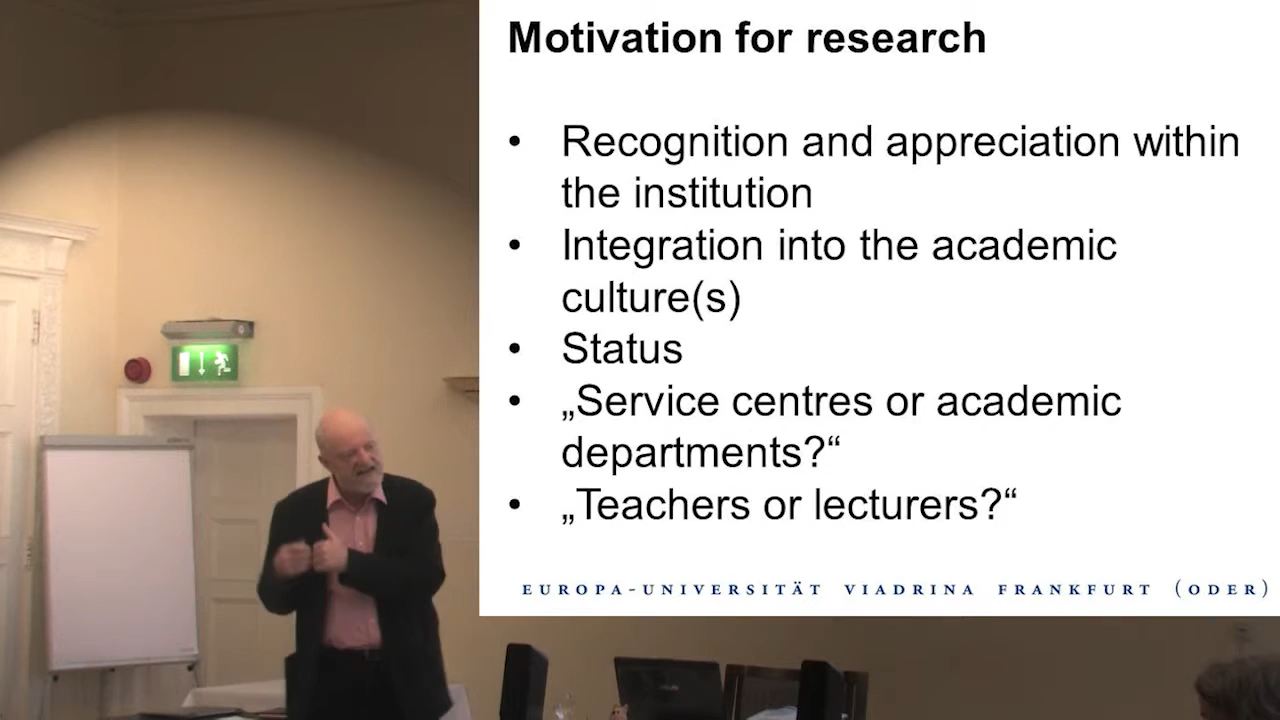 Motivation for research
• Recognition and appreciation within
the institution
• Integration into the academic
culture(s)
• Status
• „Service centres or academic
departments?“
• „Teachers or lecturers?“
EUROPA-UNIVERSITÄT VIADRINA FRANKFURT (ODER)